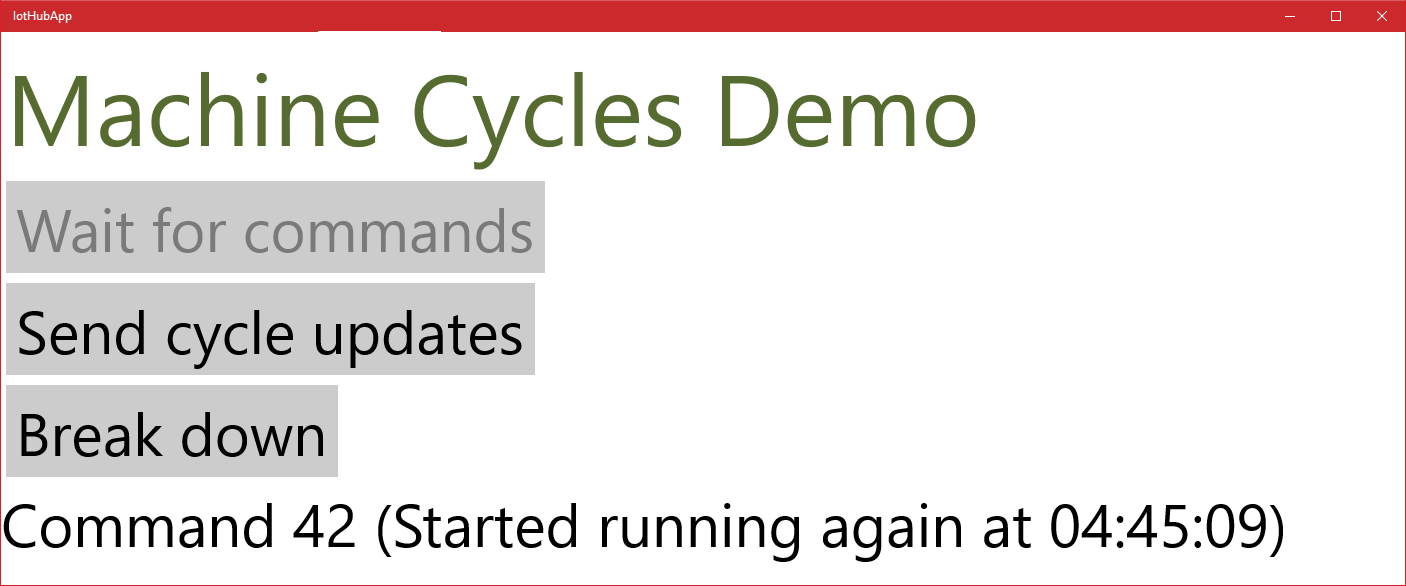 IotHubApp
Machine Cycles Demo
Wait for commands
Send cycle updates
Break down
Command 42 (Started running again at 04:45:09)